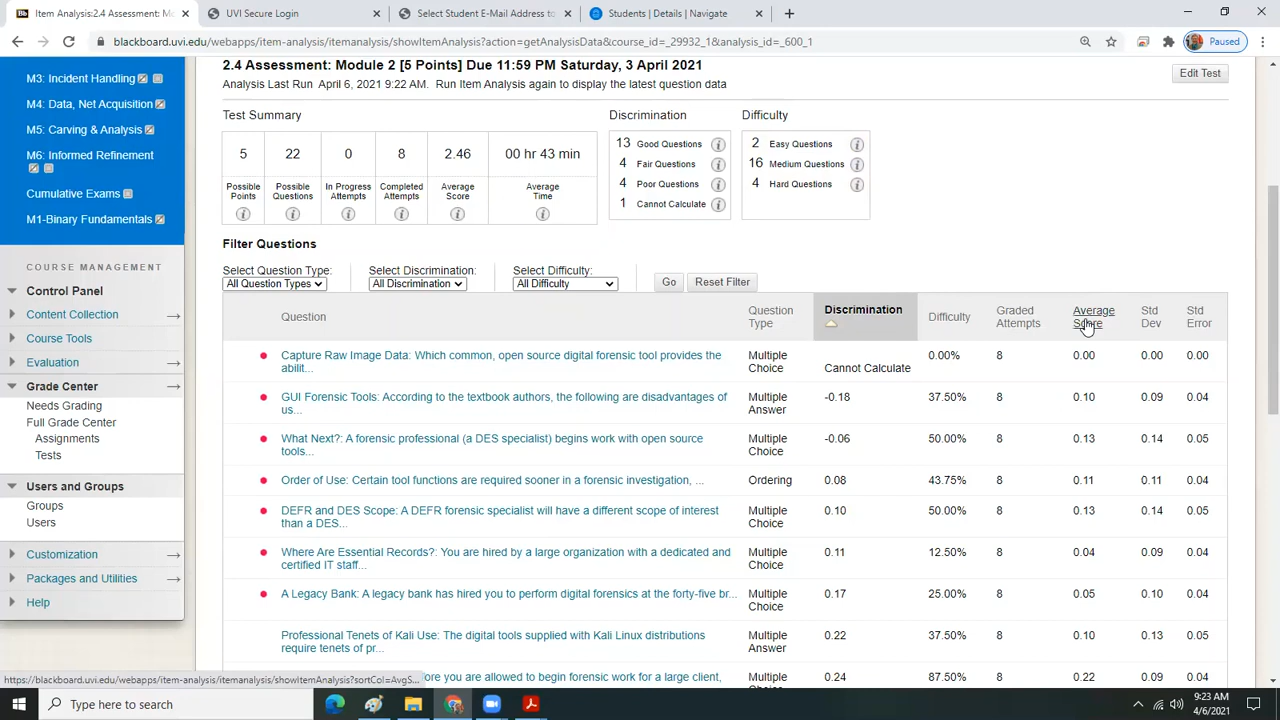 Item Analysis:2.4 Assessment: Mo
UVI Secure Login
Select Student E-Mail Address to
Students | Details | Navigate
blackboard.uvi.edu/webapps/item-analysis/itemanalysis/showItemAnalysis?action=getAnalysisData&course_id=_29932_1&analysis_id=_600_1
Paused
M3: Incident Handling
M4: Data, Net Acquisition
M5: Carving & Analysis
M6: Informed Refinement
Cumulative Exams
M1-Binary Fundamentals
COURSE MANAGEMENT
Control Panel
Content Collection
Course Tools
Evaluation
Grade Center
Needs Grading
Full Grade Center
Assignments
Tests
Users and Groups
Groups
Users
Customization
Packages and Utilities
Help
2.4 Assessment: Module 2 [5 Points] Due 11:59 PM Saturday, 3 April 2021
Edit Test
Analysis Last Run April 6, 2021 9:22 AM. Run Item Analysis again to display the latest question data
Test Summary
5 22 0 8 2.46 00 hr 43 min
Possible Points
Possible Questions
In Progress Attempts
Completed Attempts
Average Score
Average Time
Discrimination
13 Good Questions
4 Fair Questions
4 Poor Questions
1 Cannot Calculate
Difficulty
2 Easy Questions
16 Medium Questions
4 Hard Questions
Filter Questions
Select Question Type:
All Question Types
Select Discrimination:
All Discrimination
Select Difficulty:
All Difficulty
Go
Reset Filter
Question
Question Type
Discrimination
Difficulty
Graded Attempts
Average Score
Std Dev
Std Error
Capture Raw Image Data: Which common, open source digital forensic tool provides the
abilit...
Multiple Choice
Cannot Calculate
0.00% 8 0.00 0.00 0.00
GUI Forensic Tools: According to the textbook authors, the following are disadvantages of
us...
Multiple Answer
-0.18 37.50% 8 0.10 0.09 0.04
What Next?: A forensic professional (a DES specialist) begins work with open source
tools...
Multiple Choice
-0.06 50.00% 8 0.13 0.14 0.05
Order of Use: Certain tool functions are required sooner in a forensic investigation, ...
Ordering
0.08 43.75% 8 0.11 0.11 0.04
DEFR and DES Scope: A DEFR forensic specialist will have a different scope of interest
than a DES...
Multiple Choice
0.10 50.00% 8 0.13 0.14 0.05
Where Are Essential Records?: You are hired by a large organization with a dedicated and
certified IT staff...
Multiple Choice
0.11 12.50% 8 0.04 0.09 0.04
A Legacy Bank: A legacy bank has hired you to perform digital forensics at the forty-five br...
Multiple Choice
0.17 25.00% 8 0.05 0.10 0.04
Professional Tenets of Kali Use: The digital tools supplied with Kali Linux distributions
require tenets of pr...
Multiple Answer
0.22 37.50% 8 0.10 0.13 0.05
ore you are allowed to begin forensic work for a large client,
Multiple
0.24 87.50% 8 0.22 0.09 0.04
https://blackboard.uvi.edu/webapps/item-analysis/itemanalysis/showItemAnalysis?sortCol=AvgS...
Type here to search
9:23 AM
4/6/2021